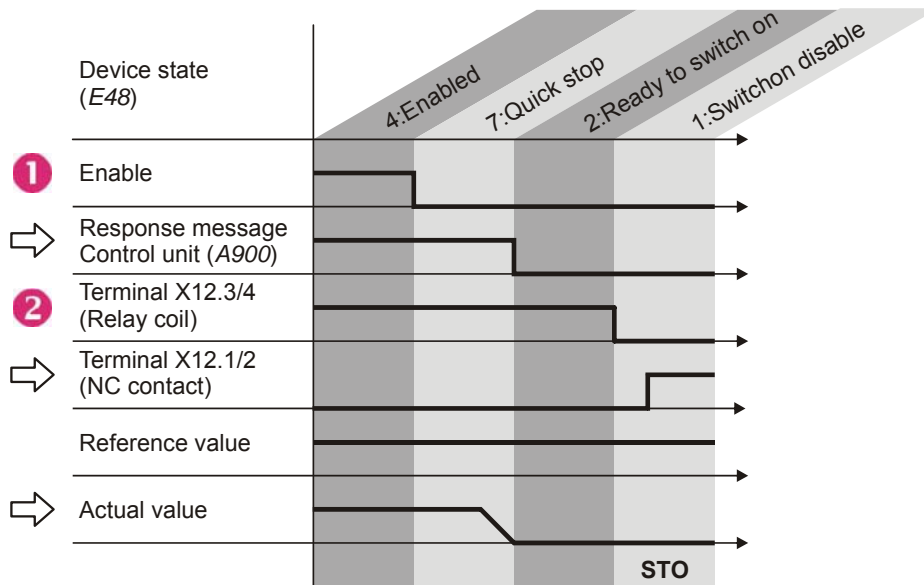 Device state
(E48)
4:Enabled
7:Quick stop
2:Ready to switch on
1:Switchon disable
1
Enable
Response message
Control unit (A900)
2
Terminal X12.3/4
(Relay coil)
Terminal X12.1/2
(NC contact)
Reference value
Actual value
STO